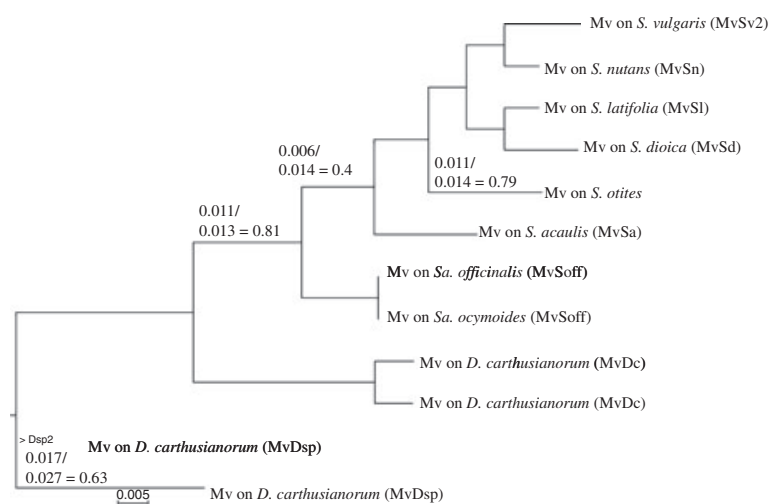 Mv on S. vulgaris (MvSv2)
Mv on S. nutans (MvSn)
Mv on S. latifolia (MvSl)
0.006/
0.014 = 0.4
Mv on S. dioica (MvSd)
0.011/
0.014 = 0.79
Mv on S. otites
0.011/
0.013 = 0.81
Mv on S. acaulis (MvSa)
Mv on Sa. officinalis (MvSoff)
Mv on Sa. ocymoides (MvSoff)
Mv on D. carthusianorum (MvDc)
Mv on D. carthusianorum (MvDc)
> Dsp2
Mv on D. carthusianorum (MvDsp)
0.017/
0.027 = 0.63
0.005
Mv on D. carthusianorum (MvDsp)